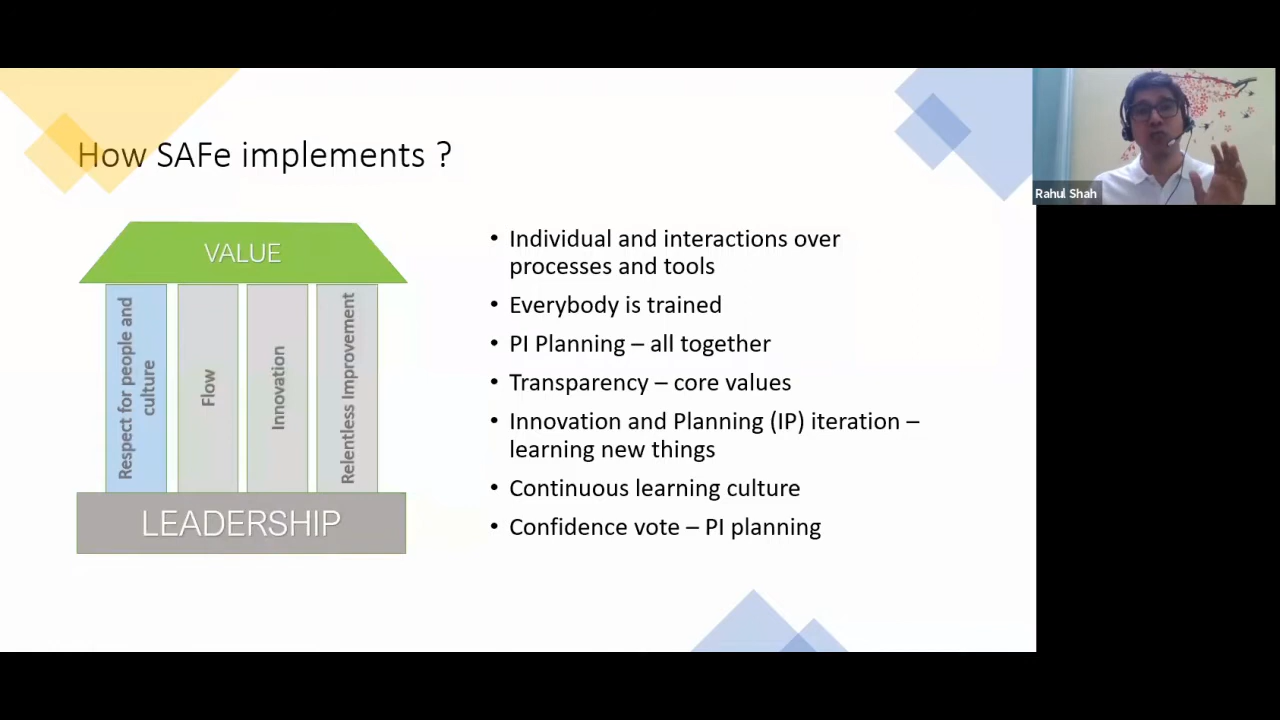 How SAFe implements ?
Rahul Shah
VALUE
Respect for people and
culture
Flow
Innovation
Relentless Improvement
LEADERSHIP
• Individual and interactions over
processes and tools
• Everybody is trained
• PI Planning – all together
• Transparency – core values
• Innovation and Planning (IP) iteration –
learning new things
• Continuous learning culture
• Confidence vote – PI planning